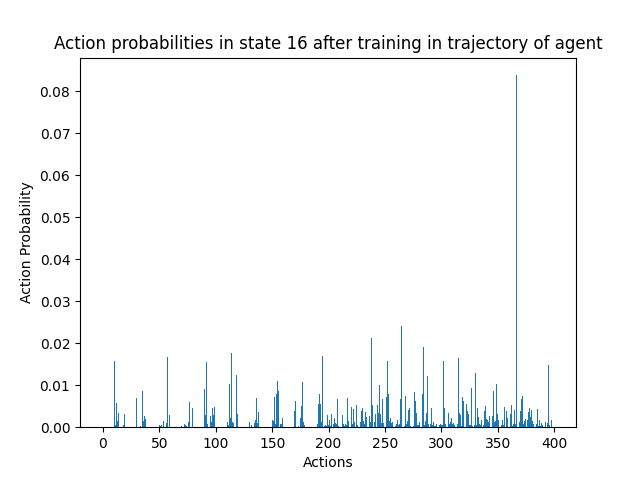 Action probabilities in state 16 after training in trajectory of agent
0.08
0.07
0.06
0.05
0.04
0.03
0.02
0.01
0.00
Action Probability
0 50 100 150 200 250 300 350 400
Actions